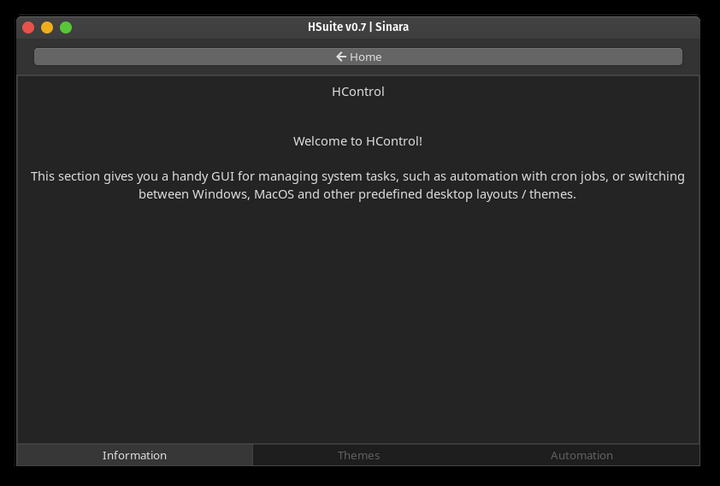 HSuite v0.7 | Sinara
← Home
HControl
Welcome to HControl!
This section gives you a handy GUI for managing system tasks, such as automation with cron jobs, or switching
between Windows, MacOS and other predefined desktop layouts / themes.
Information
Themes
Automation